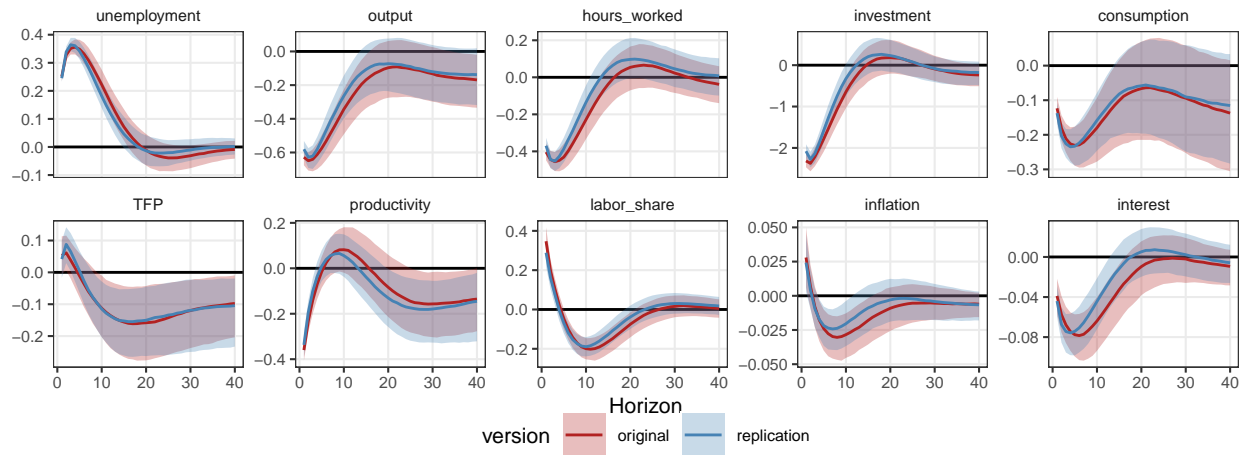 unemployment output hours_worked investment consumption
0.4 0.3 0.2 0.1 0.0 −0.1
0.0 −0.2 −0.4 −0.6
0.2 0.0 −0.2 −0.4
0 −1 −2
0.0 −0.1 −0.2 −0.3
TFP productivity labor_share inflation interest
0.1 0.0 −0.1 −0.2
0.2 0.0 −0.2 −0.4
0.4 0.2 0.0 −0.2
0.050 0.025 0.000 −0.025 −0.050
0.00 −0.04 −0.08
0 10 20 30 40 0 10 20 30 40 0 10 20 30 40 0 10 20 30 40 0 10 20 30 40
Horizon
version original replication